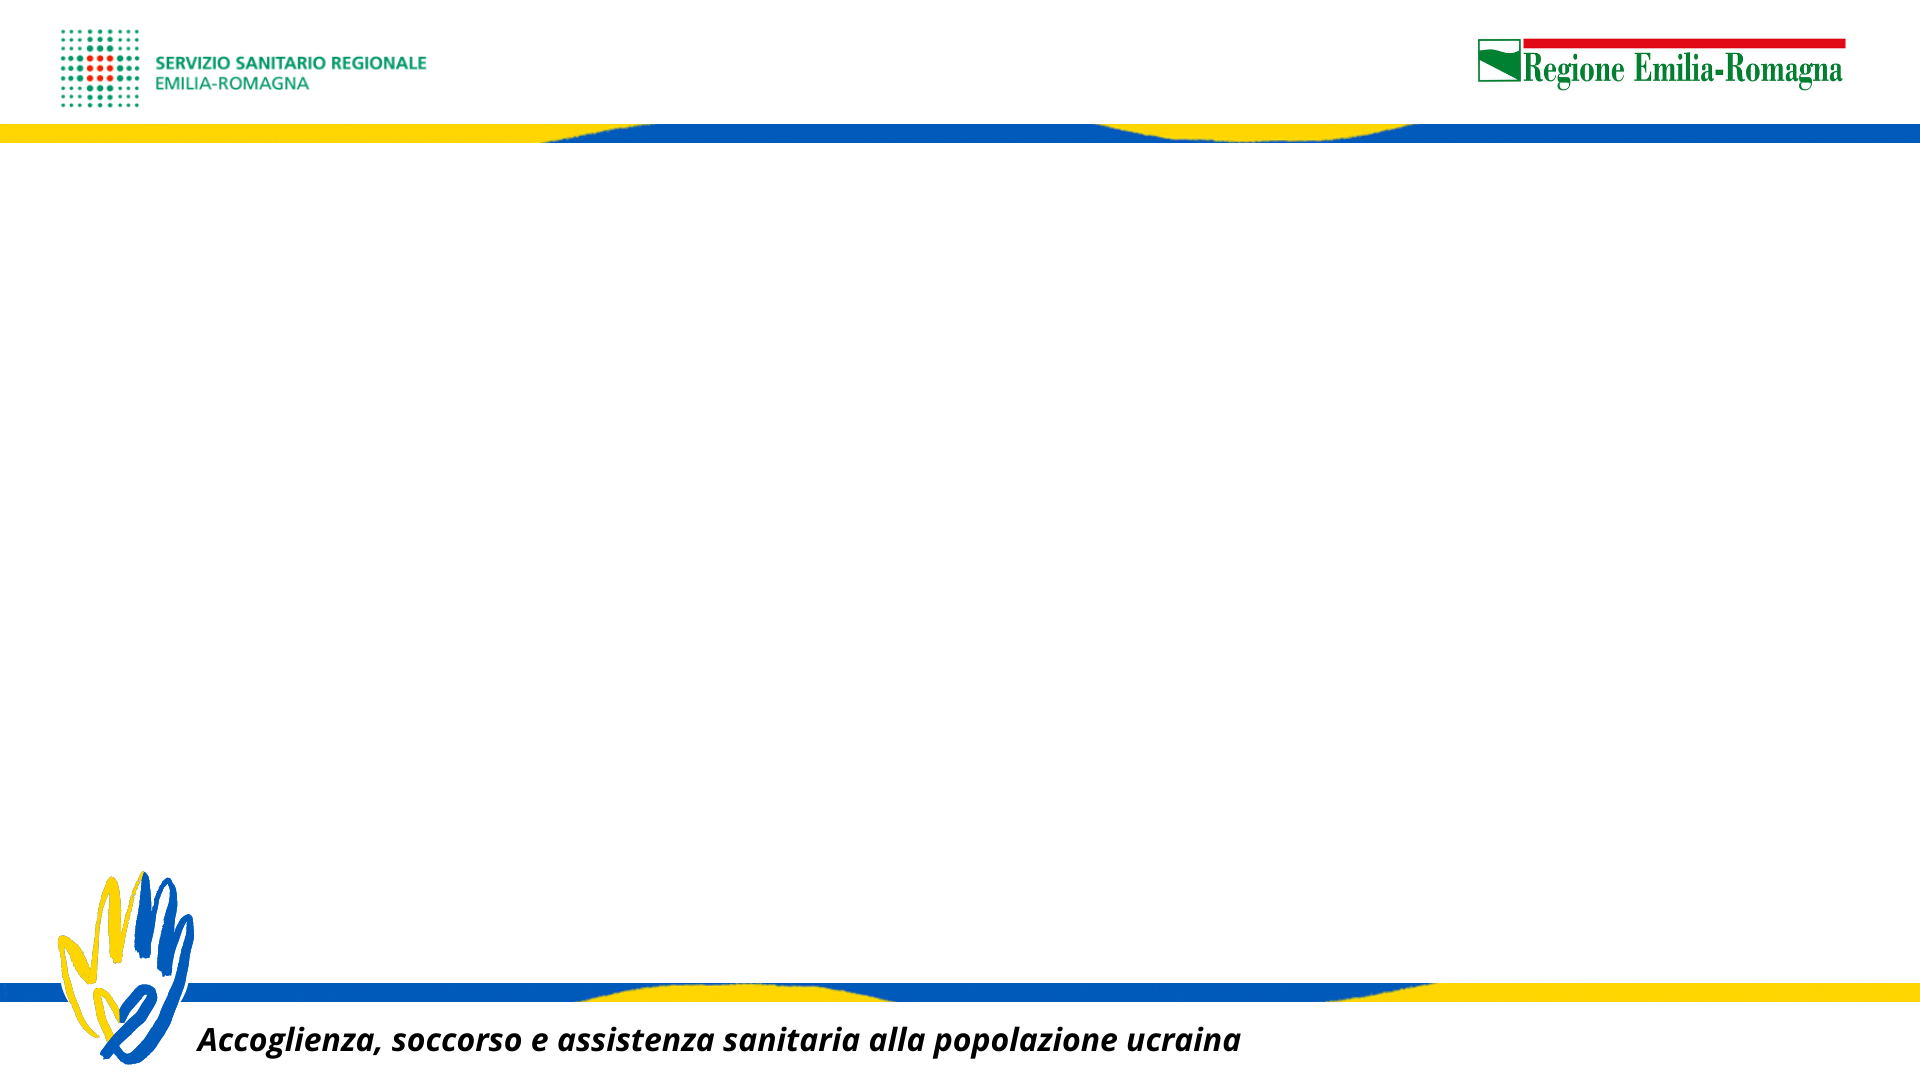 SERVIZIO SANITARIO REGIONALE
EMILIA-ROMAGNA
Regione Emilia-Romagna
Accoglienza, soccorso e assistenza sanitaria alla popolazione ucraina